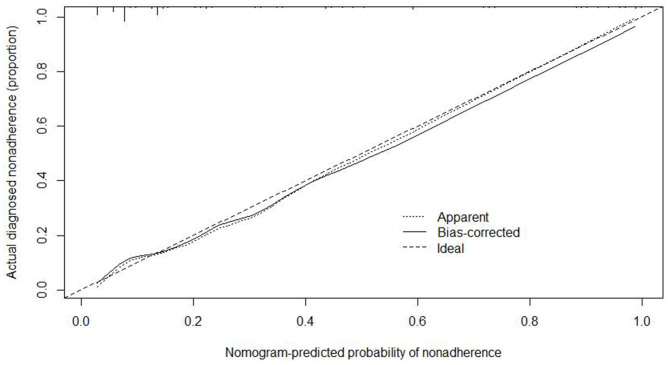 Actual diagnosed nonadherence (proportion)
1.0
0.8
0.6
0.4
0.2
0.0
Apparent
Bias-corrected
Ideal
0.0 0.2 0.4 0.6 0.8 1.0
Nomogram-predicted probability of nonadherence